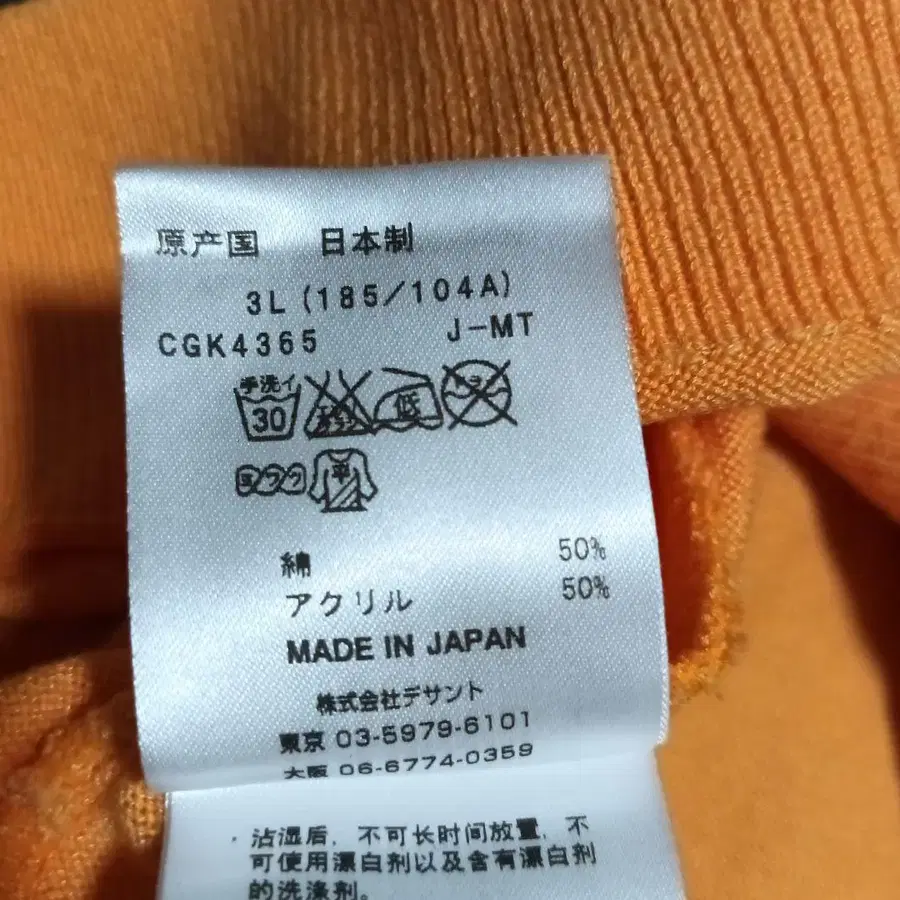 原产国 日本制
3L(185/104A)
CGK4365 J-MT
手洗イ
30 低
平
綿 50%
アクリル 50%
MADE IN JAPAN
株式会社デサント
東京 03-5979-6101
大阪 06-6774-0359
·沾湿后，不可长时间放置，不
可使用漂白剂以及含有漂白剂
的洗涤剂。